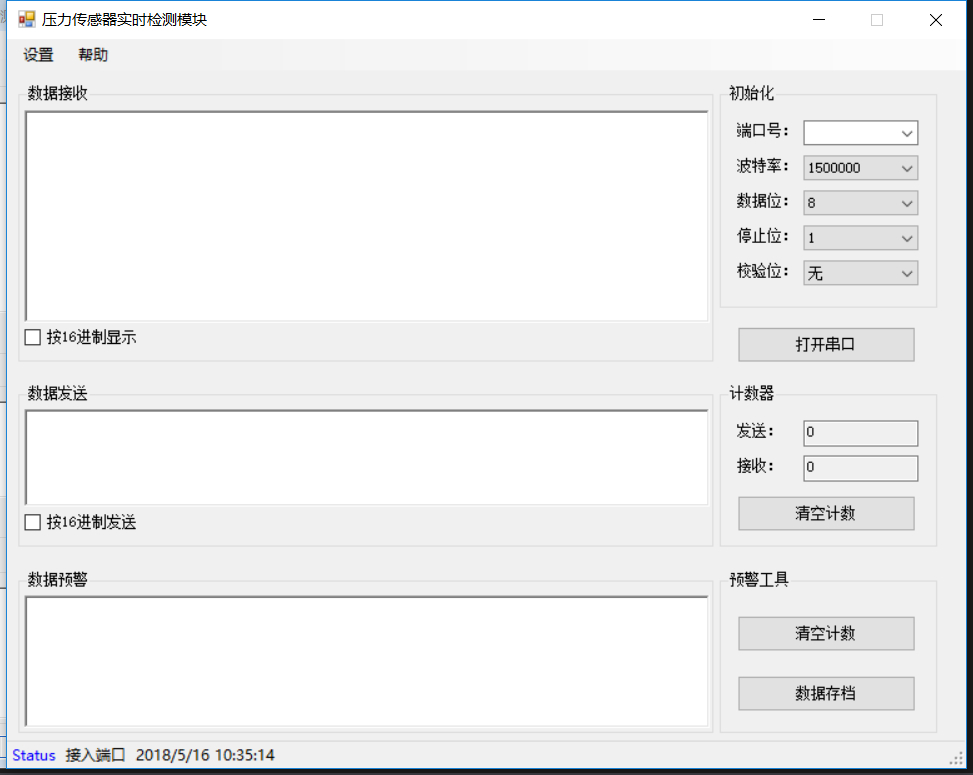 压力传感器实时检测模块
设置 帮助
数据接收
按16进制显示
初始化
端口号：
波特率： 1500000
数据位： 8
停止位： 1
校验位： 无
打开串口
数据发送
按16进制发送
计数器
发送： 0
接收： 0
清空计数
数据预警
预警工具
清空计数
数据存档
Status 接入端口 2018/5/16 10:35:14